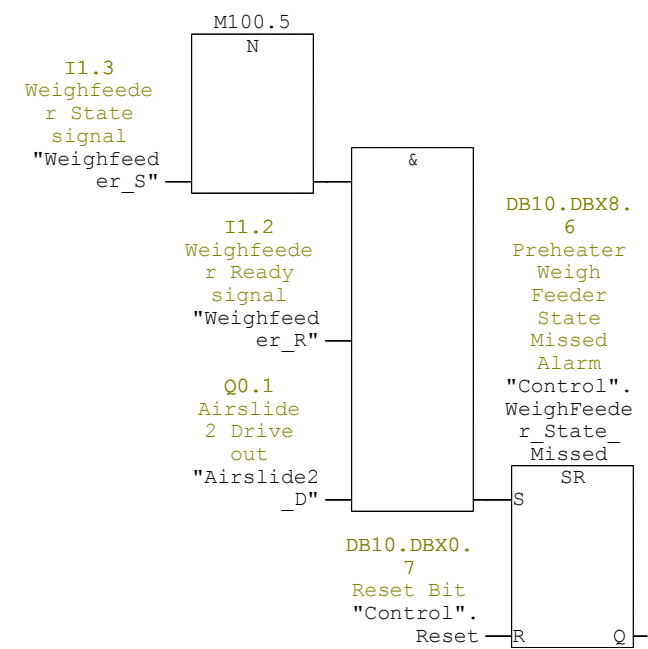 M100.5
N
I1.3
Weighfeede
r State
signal
"Weighfeed
er_S"
&
I1.2
Weighfeede
r Ready
signal
"Weighfeed
er_R"
Q0.1
Airslide
2 Drive
out
"Airslide2
_D"
DB10.DBX8.
6
Preheater
Weigh
Feeder
State
Missed
Alarm
"Control".
WeighFeede
r_State_
Missed
SR
S
DB10.DBX0.
7
Reset Bit
"Control".
Reset
R
Q